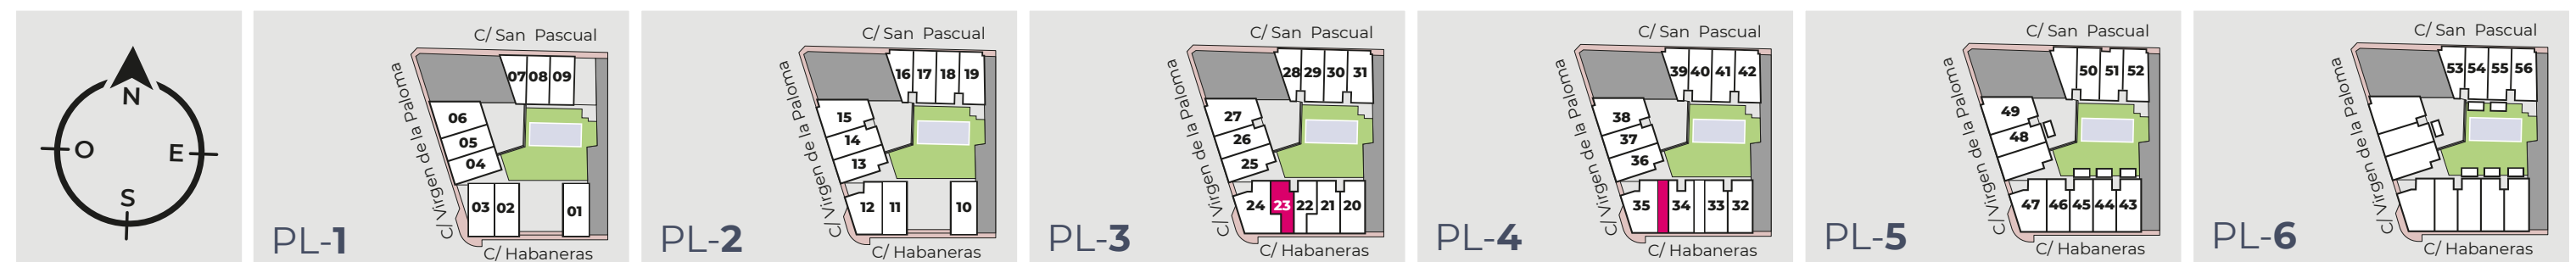 N
O
E
S
C/ San Pascual
07 08 09
C/Virgen de la Paloma
06
05
04
03 02 01
PL-1
C/ Habaneras
C/ San Pascual
16 17 18 19
C/Virgen de la Paloma
15
14
13
12 11 10
PL-2
C/ Habaneras
C/ San Pascual
28 29 30 31
C/Virgen de la Paloma
27
26
25
24 23 22 21 20
PL-3
C/ Habaneras
C/ San Pascual
39 40 41 42
C/Virgen de la Paloma
38
37
36
35 34 33 32
PL-4
C/ Habaneras
C/ San Pascual
50 51 52
C/Virgen de la Paloma
49
48
47 46 45 44 43
PL-5
C/ Habaneras
C/ San Pascual
53 54 55 56
C/Virgen de la Paloma
PL-6
C/ Habaneras